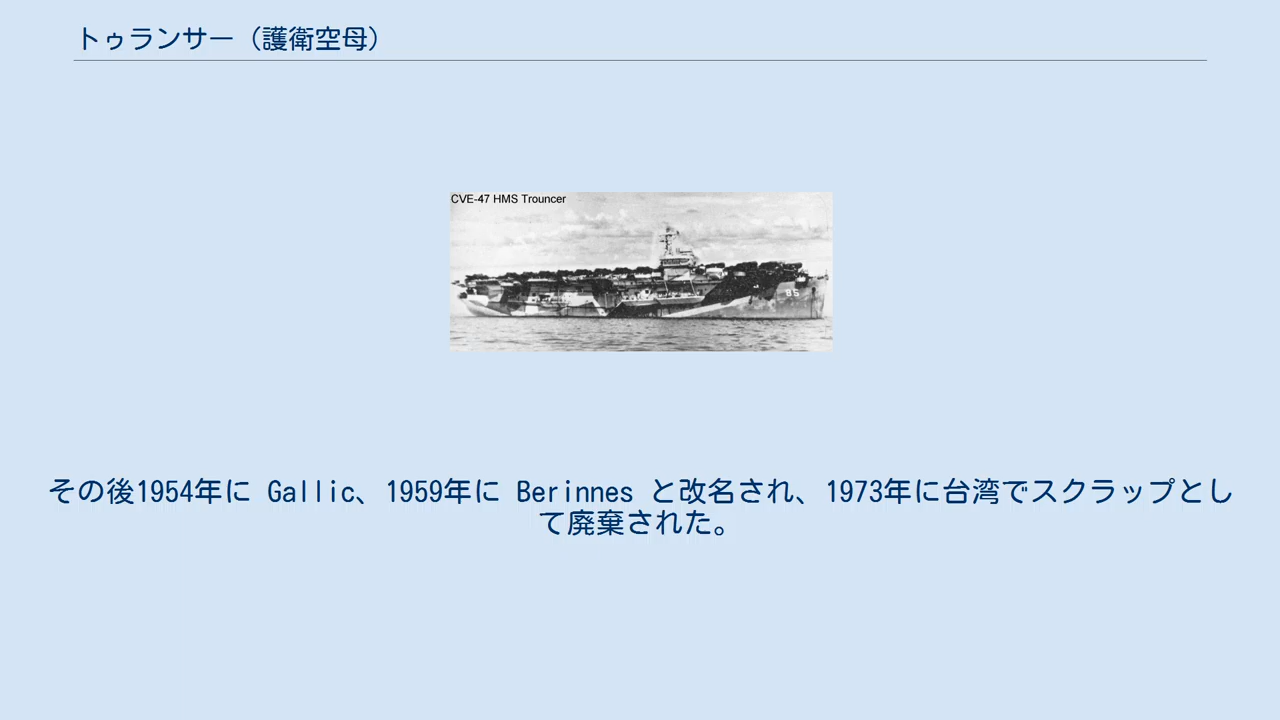 トゥランサー（護衛空母）
CVE-47 HMS Trouncer
85
その後1954年に Gallic、1959年に Berinnes と改名され、1973年に台湾でスクラップとし
て廃棄された。